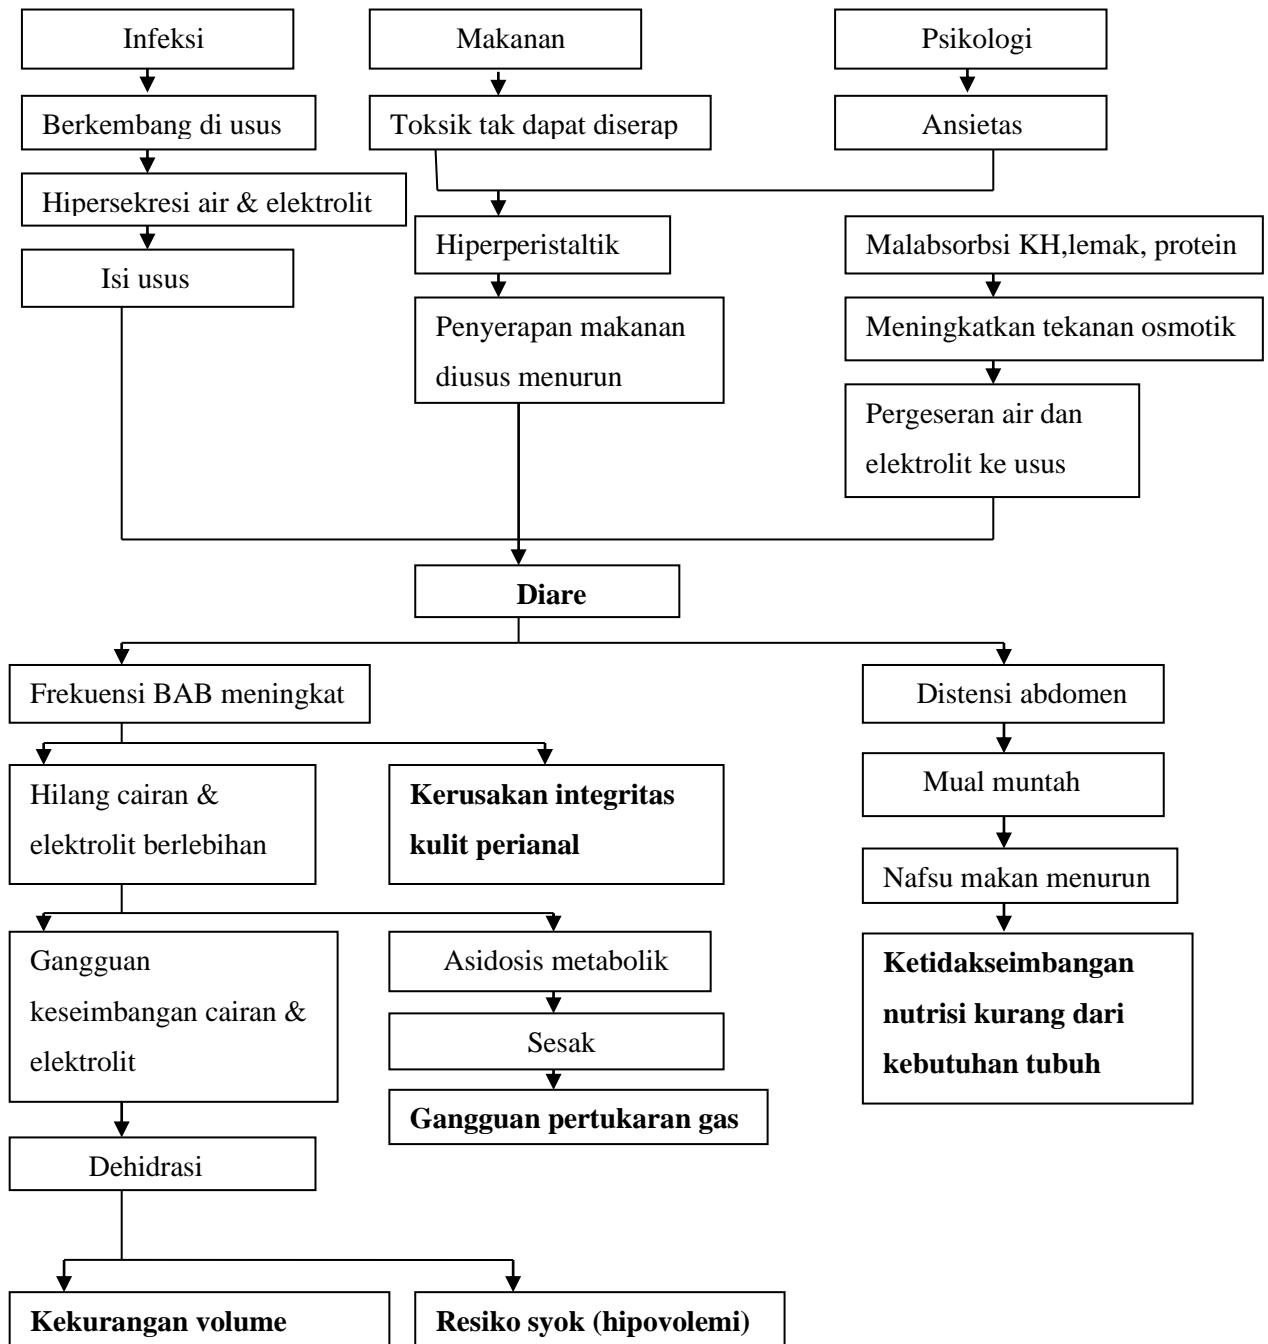 Infeksi
Makanan
Psikologi
Berkembang di usus
Toksik tak dapat diserap
Ansietas
Hipersekresi air & elektrolit
Hiperperistaltik
Malabsorbsi KH,lemak, protein
Isi usus
Penyerapan makanan
diusus menurun
Meningkatkan tekanan osmotik
Pergeseran air dan
elektrolit ke usus
Diare
Frekuensi BAB meningkat
Distensi abdomen
Hilang cairan &
elektrolit berlebihan
Kerusakan integritas
kulit perianal
Mual muntah
Nafsu makan menurun
Gangguan
keseimbangan cairan &
elektrolit
Asidosis metabolik
Ketidakseimbangan
nutrisi kurang dari
kebutuhan tubuh
Sesak
Gangguan pertukaran gas
Dehidrasi
Kekurangan volume
Resiko syok (hipovolemi)